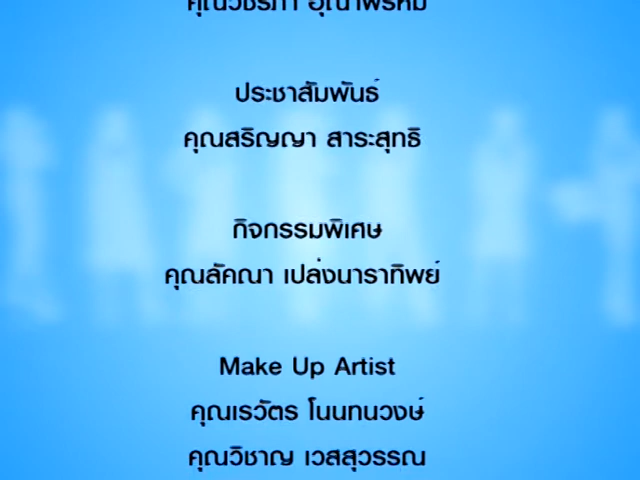 ประชาสัมพันธ์
คุณสริญญา สาระสุทธิ
กิจกรรมพิเศษ
คุณลัคณา เปล่งนาราทิพย์
Make Up Artist
คุณเรวัตร โนนทนวงษ์
คุณวิชาญ เวสสุวรรณ